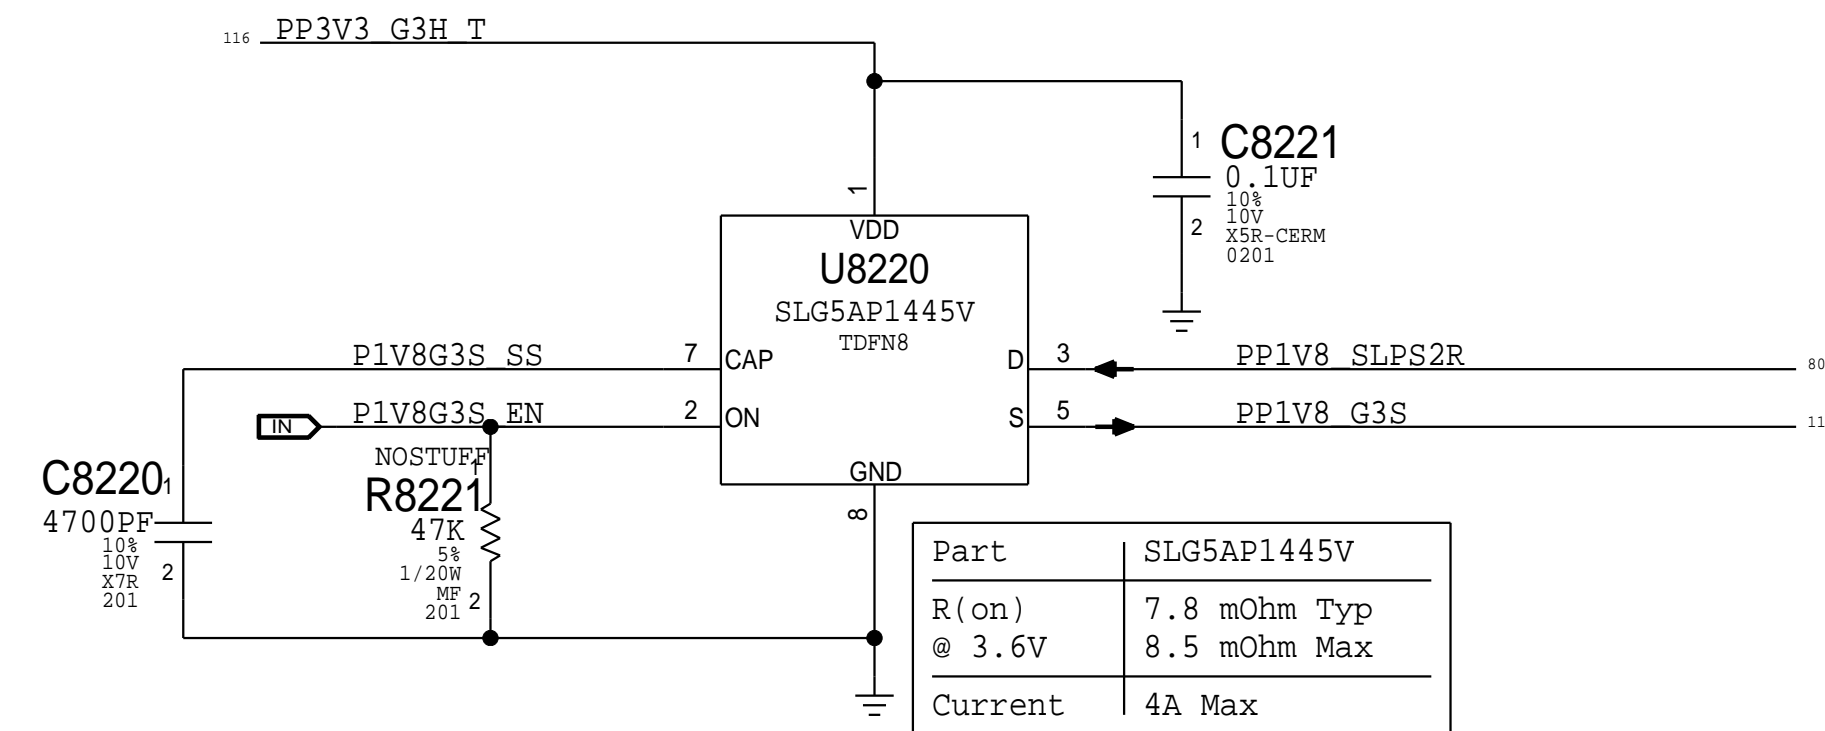 116 PP3V3_G3H_T
1 C8221
0.1UF
10%
10V
X5R-CERM
0201
2
1
VDD
U8220
SLG5AP1445V
TDFN8
P1V8G3S_SS 7 CAP
D 3 PP1V8_SLPS2R 80
IN P1V8G3S_EN 2 ON
S 5 PP1V8_G3S 11
GND
8
NOSTUFF
1
R8221
47K
5%
1/20W
MF
201
2
C8220 1
4700PF
10%
10V
X7R
201
2
Part SLG5AP1445V
R(on) 7.8 mOhm Typ
@ 3.6V 8.5 mOhm Max
Current 4A Max